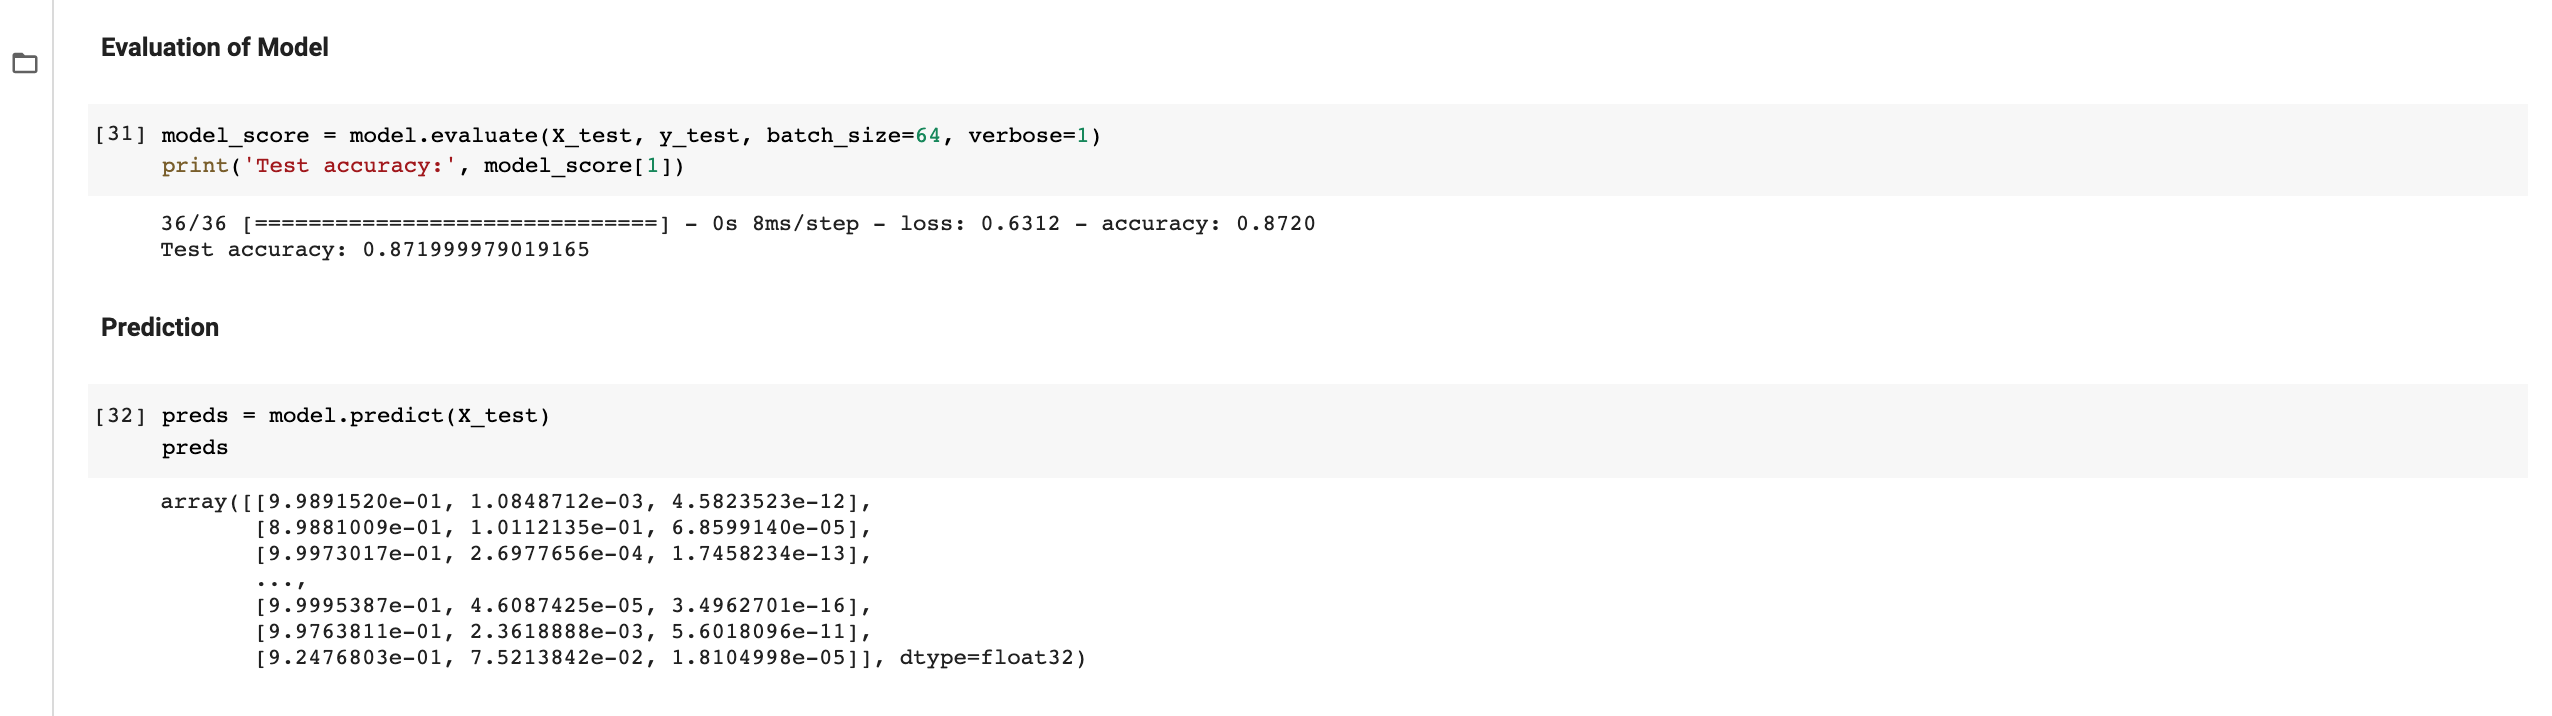 Evaluation of Model
[31] model_score = model.evaluate(X_test, y_test, batch_size=64, verbose=1)
print('Test accuracy:', model_score[1])
36/36 [==============================] - 0s 8ms/step - loss: 0.6312 - accuracy: 0.8720
Test accuracy: 0.871999979019165
Prediction
[32] preds = model.predict(X_test)
preds
array([[9.9891520e-01, 1.0848712e-03, 4.5823523e-12],
[8.9881009e-01, 1.0112135e-01, 6.8599140e-05],
[9.9973017e-01, 2.6977656e-04, 1.7458234e-13],
...,
[9.9995387e-01, 4.6087425e-05, 3.4962701e-16],
[9.9763811e-01, 2.3618888e-03, 5.6018096e-11],
[9.2476803e-01, 7.5213842e-02, 1.8104998e-05]], dtype=float32)